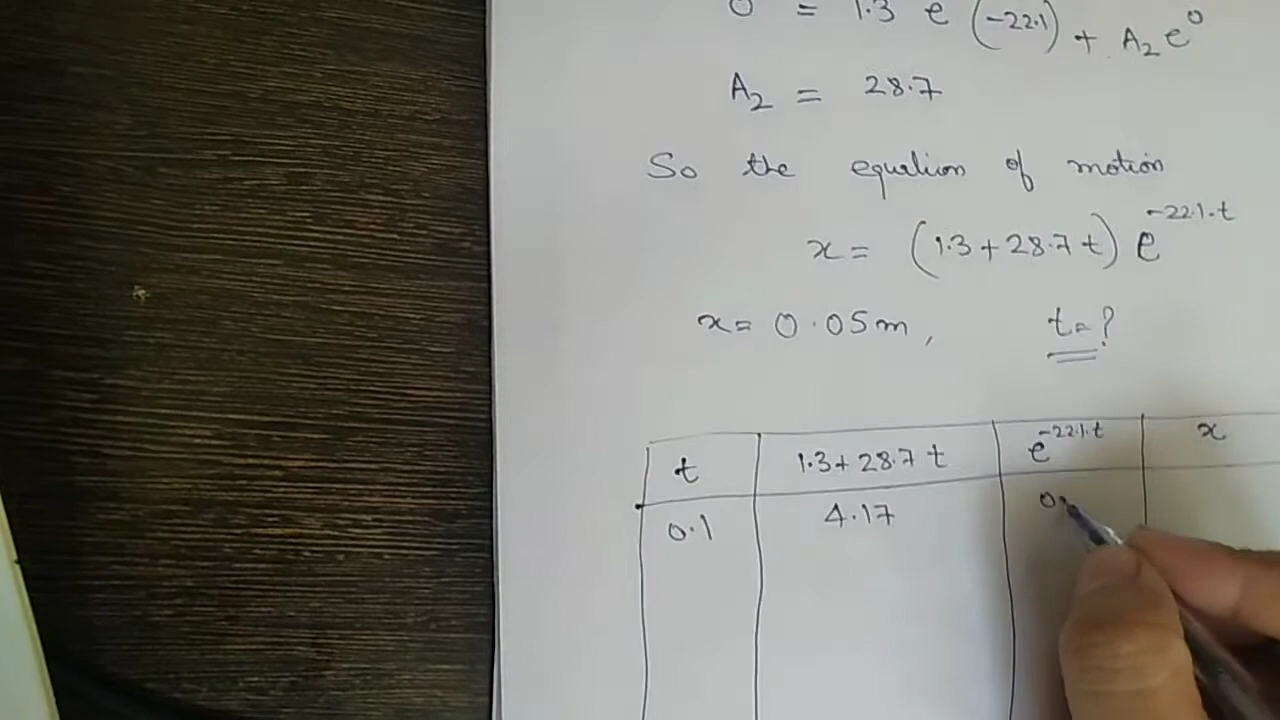 0 = 1.3 e (-22.1) + A₂ e⁰
A₂ = 28.7
So the equation of motion
x = (1.3 + 28.7 t) e^-22.1.t
x = 0.05m, t = ?
t 1.3 + 28.7 t e^-22.1.t x
0.1 4.17 0.